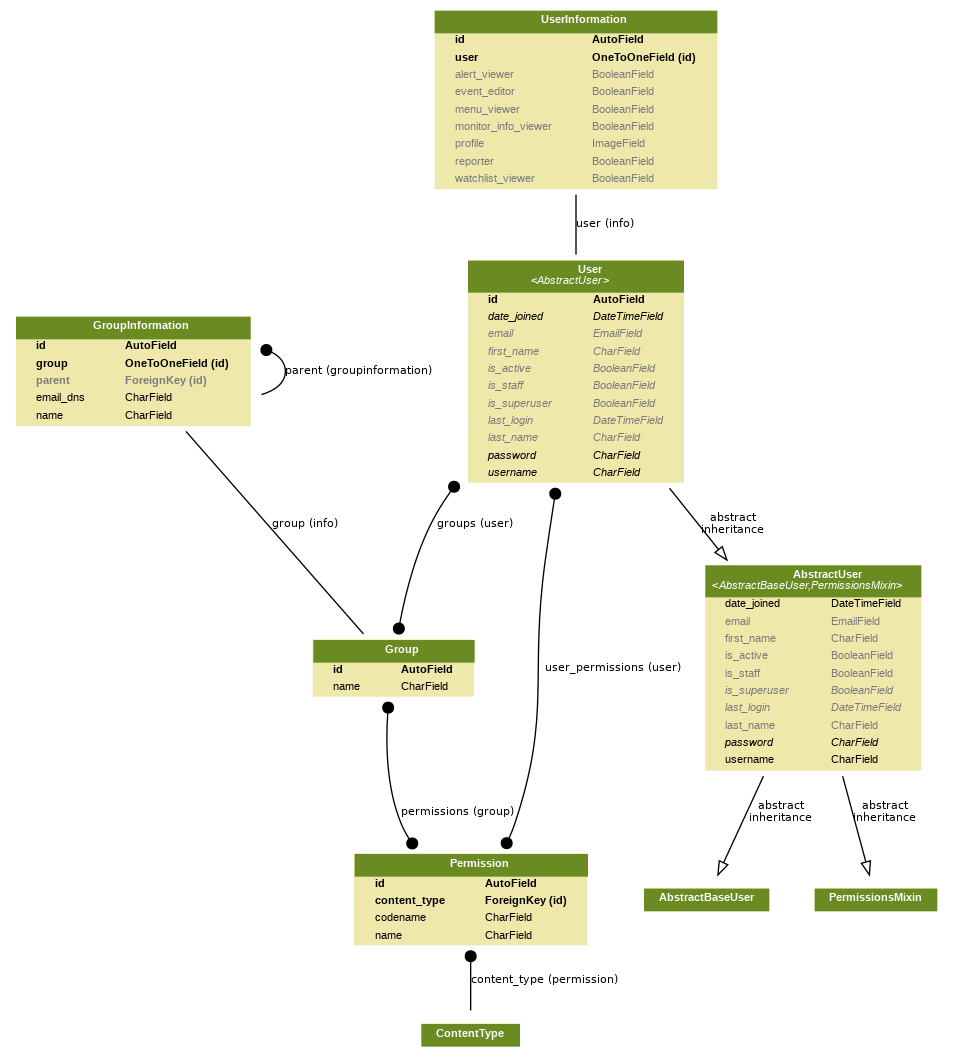 UserInformation
id AutoField
user OneToOneField (id)
alert_viewer BooleanField
event_editor BooleanField
menu_viewer BooleanField
monitor_info_viewer BooleanField
profile ImageField
reporter BooleanField
watchlist_viewer BooleanField
user (info)
User
<AbstractUser>
id AutoField
date_joined DateTimeField
email EmailField
first_name CharField
is_active BooleanField
is_staff BooleanField
is_superuser BooleanField
last_login DateTimeField
last_name CharField
password CharField
username CharField
GroupInformation
id AutoField
group OneToOneField (id)
parent ForeignKey (id)
email_dns CharField
name CharField
parent (groupinformation)
group (info)
groups (user)
abstract
inheritance
AbstractUser
<AbstractBaseUser,PermissionsMixin>
date_joined DateTimeField
email EmailField
first_name CharField
is_active BooleanField
is_staff BooleanField
is_superuser BooleanField
last_login DateTimeField
last_name CharField
password CharField
username CharField
Group
id AutoField
name CharField
user_permissions (user)
permissions (group)
abstract
inheritance
abstract
inheritance
Permission
id AutoField
content_type ForeignKey (id)
codename CharField
name CharField
AbstractBaseUser
PermissionsMixin
content_type (permission)
ContentType